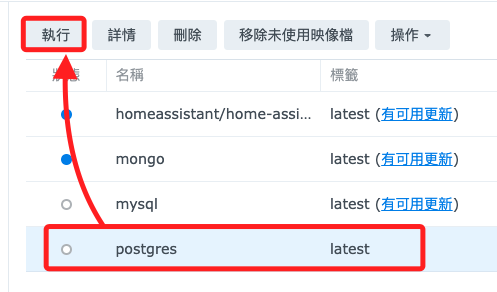 執行 詳情 刪除 移除未使用映像檔 操作
狀態 名稱 標籤
homeassistant/home-assi... latest (有可用更新)
mongo latest (有可用更新)
mysql latest (有可用更新)
postgres latest